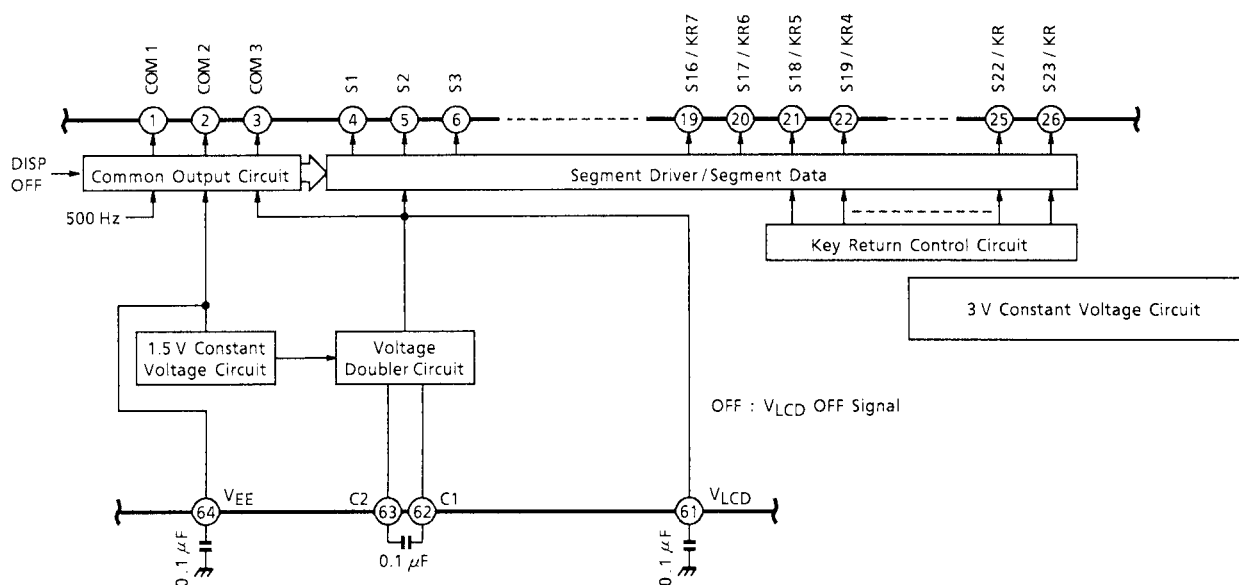 COM 1
COM 2
COM 3
S1
S2
S3
S16 / KR7
S17 / KR6
S18 / KR5
S19 / KR4
S22 / KR
S23 / KR
1
2
3
4
5
6
19
20
21
22
25
26
DISP
OFF
Common Output Circuit
Segment Driver/Segment Data
500 Hz
Key Return Control Circuit
3 V Constant Voltage Circuit
1.5 V Constant
Voltage Circuit
Voltage
Doubler Circuit
OFF : VLCD OFF Signal
VEE
C2
C1
VLCD
64
63
62
61
0.1 μF
0.1 μF
0.1 μF